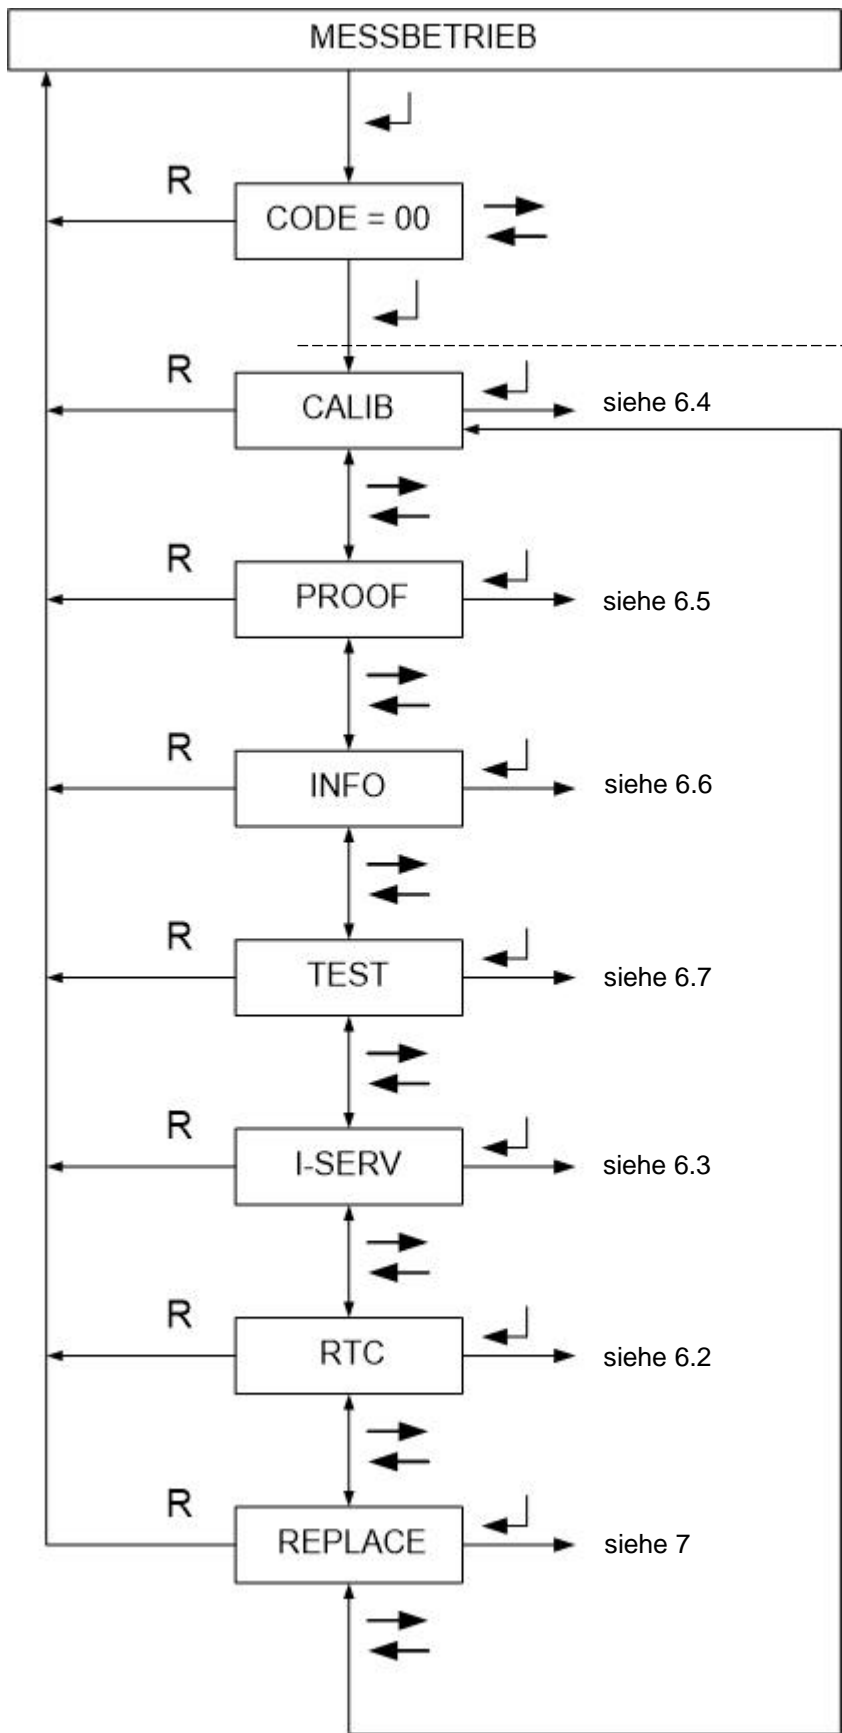 MESSBETRIEB
R
CODE = 00
R
CALIB
siehe 6.4
R
PROOF
siehe 6.5
R
INFO
siehe 6.6
R
TEST
siehe 6.7
R
I-SERV
siehe 6.3
R
RTC
siehe 6.2
R
REPLACE
siehe 7